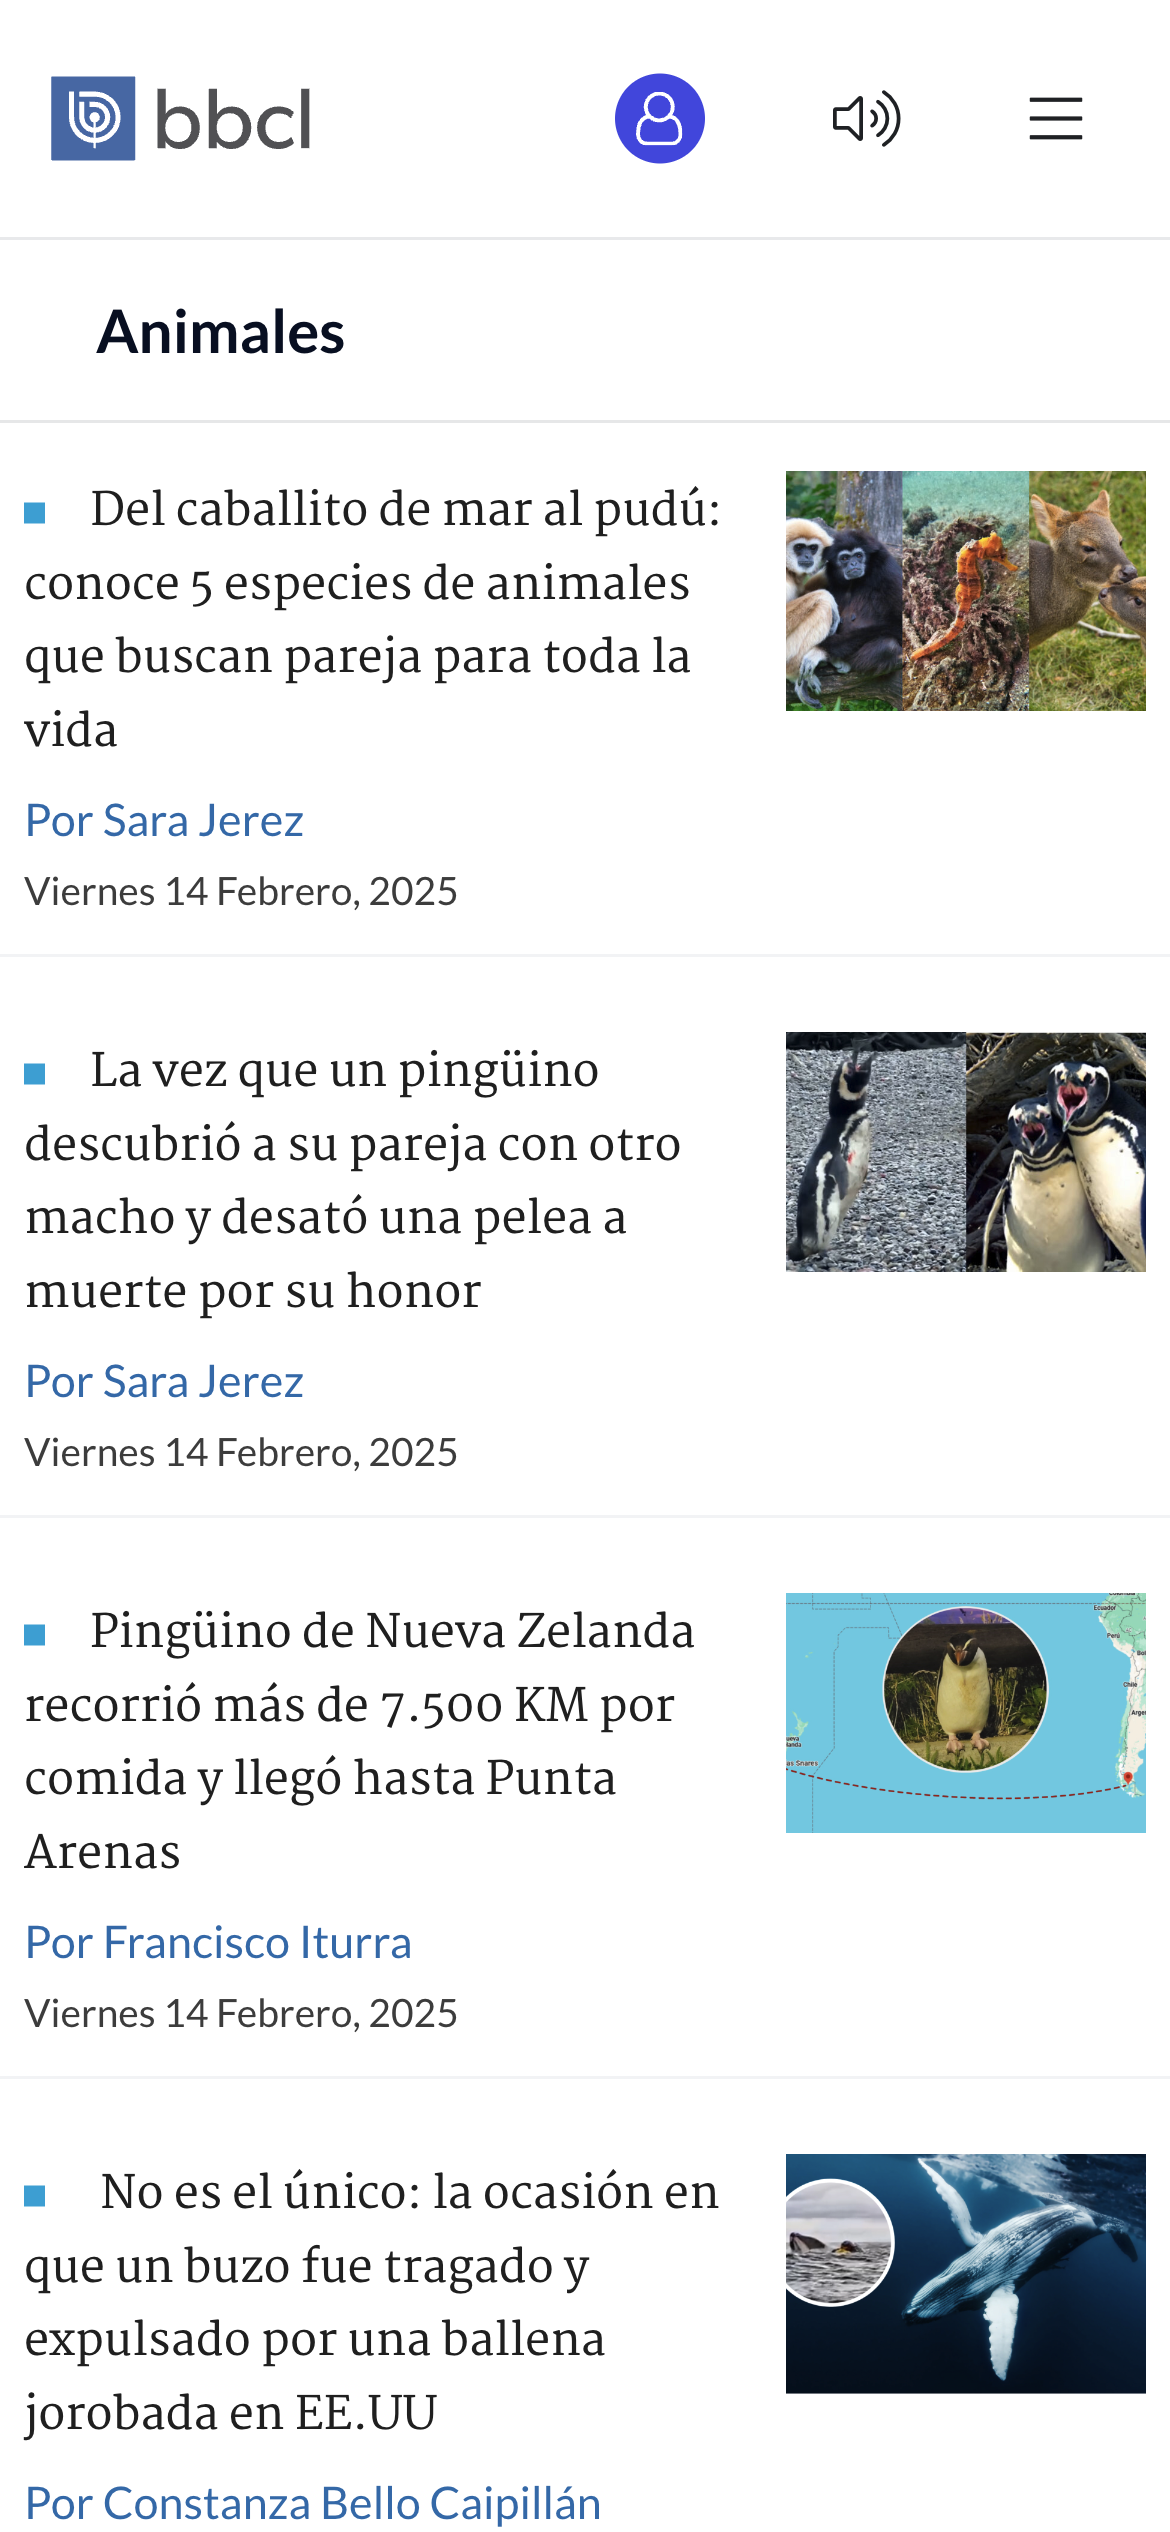 bbcl
Animales
Del caballito de mar al pudú:
conoce 5 especies de animales
que buscan pareja para toda la
vida
Por Sara Jerez
Viernes 14 Febrero, 2025
La vez que un pingüino
descubrió a su pareja con otro
macho y desató una pelea a
muerte por su honor
Por Sara Jerez
Viernes 14 Febrero, 2025
Pingüino de Nueva Zelanda
recorrió más de 7.500 KM por
comida y llegó hasta Punta
Arenas
Ecuador
Perú
Chile
Por Francisco Iturra
Viernes 14 Febrero, 2025
No es el único: la ocasión en
que un buzo fue tragado y
expulsado por una ballena
jorobada en EE.UU
Por Constanza Bello Caipillán